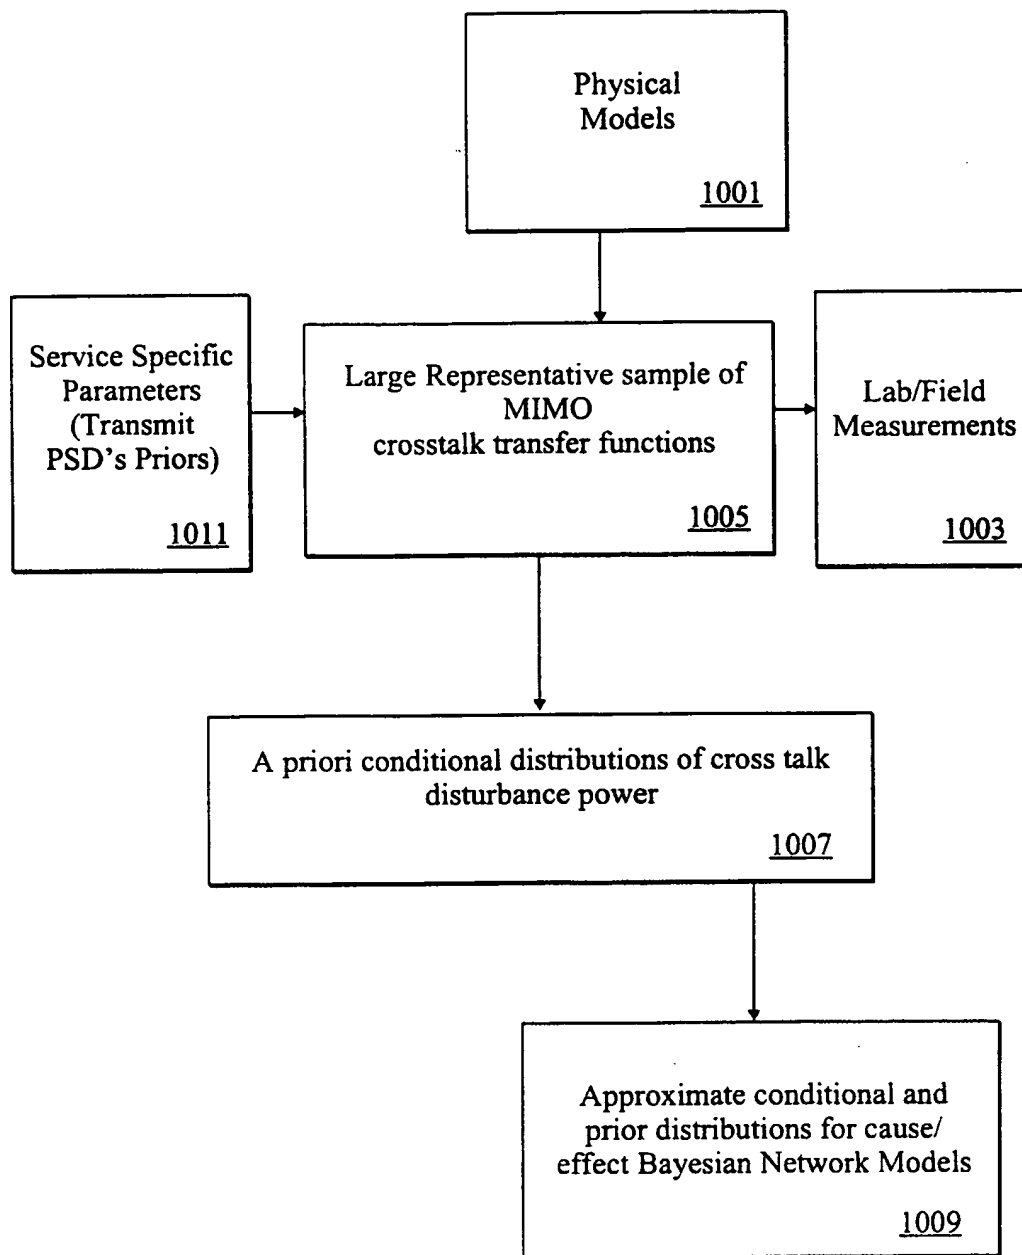 Physical
Models
1001
Service Specific
Parameters
(Transmit
PSD's Priors)
1011
Large Representative sample of
MIMO
crosstalk transfer functions
1005
Lab/Field
Measurements
1003
A priori conditional distributions of cross talk
disturbance power
1007
Approximate conditional and
prior distributions for cause/
effect Bayesian Network Models
1009